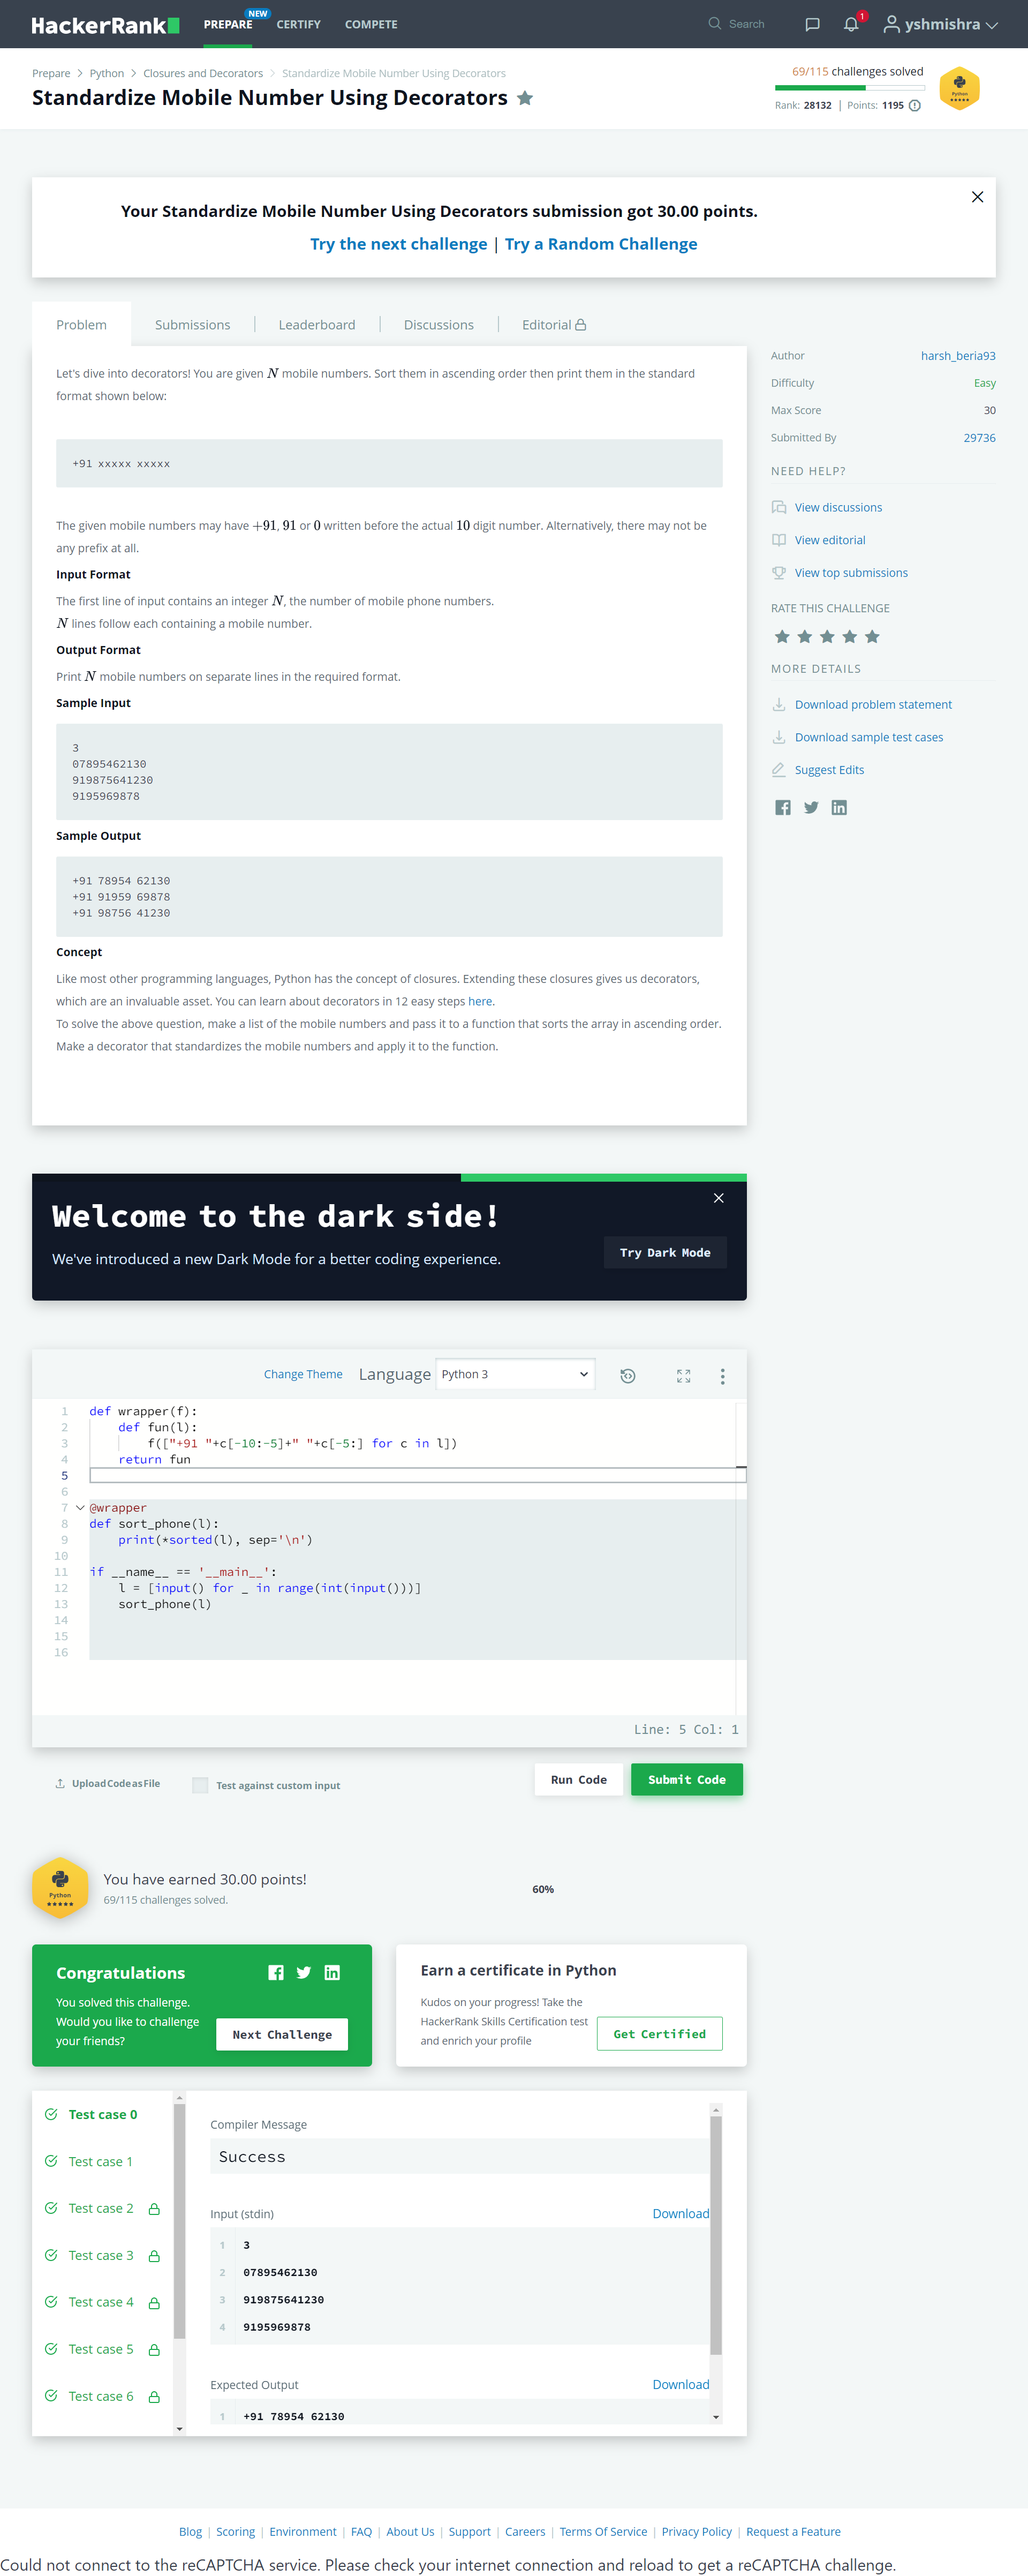 HackerRank
PREPARE
NEW
CERTIFY
COMPETE
Search
1
yshmishra
Prepare > Python > Closures and Decorators > Standardize Mobile Number Using Decorators
Standardize Mobile Number Using Decorators
69/115 challenges solved
Rank: 28132 | Points: 1195
Python
Your Standardize Mobile Number Using Decorators submission got 30.00 points.
Try the next challenge | Try a Random Challenge
Problem
Submissions
Leaderboard
Discussions
Editorial
Let's dive into decorators! You are given N mobile numbers. Sort them in ascending order then print them in the standard
format shown below:
+91 xxxxx xxxxx
The given mobile numbers may have +91, 91 or 0 written before the actual 10 digit number. Alternatively, there may not be
any prefix at all.
Input Format
The first line of input contains an integer N, the number of mobile phone numbers.
N lines follow each containing a mobile number.
Output Format
Print N mobile numbers on separate lines in the required format.
Sample Input
3
07895462130
919875641230
9195969878
Sample Output
+91 78954 62130
+91 91959 69878
+91 98756 41230
Concept
Like most other programming languages, Python has the concept of closures. Extending these closures gives us decorators,
which are an invaluable asset. You can learn about decorators in 12 easy steps here.
To solve the above question, make a list of the mobile numbers and pass it to a function that sorts the array in ascending order.
Make a decorator that standardizes the mobile numbers and apply it to the function.
Author harsh_beria93
Difficulty Easy
Max Score 30
Submitted By 29736
NEED HELP?
View discussions
View editorial
View top submissions
RATE THIS CHALLENGE
MORE DETAILS
Download problem statement
Download sample test cases
Suggest Edits
Welcome to the dark side!
We've introduced a new Dark Mode for a better coding experience.
Try Dark Mode
Change Theme
Language
Python 3
1 def wrapper(f):
2     def fun(l):
3         f(["+91 "+c[-10:-5]+" "+c[-5:] for c in l])
4     return fun
5
6
7 @wrapper
8 def sort_phone(l):
9     print(*sorted(l), sep='\n')
10
11 if __name__ == '__main__':
12     l = [input() for _ in range(int(input()))]
13     sort_phone(l)
14
15
16
Line: 5 Col: 1
Upload Code as File
Test against custom input
Run Code
Submit Code
Python
You have earned 30.00 points!
69/115 challenges solved.
60%
Congratulations
You solved this challenge.
Would you like to challenge
your friends?
Next Challenge
Earn a certificate in Python
Kudos on your progress! Take the
HackerRank Skills Certification test
and enrich your profile
Get Certified
Test case 0
Test case 1
Test case 2
Test case 3
Test case 4
Test case 5
Test case 6
Compiler Message
Success
Input (stdin)
Download
1 3
2 07895462130
3 919875641230
4 9195969878
Expected Output
Download
1 +91 78954 62130
Blog | Scoring | Environment | FAQ | About Us | Support | Careers | Terms Of Service | Privacy Policy | Request a Feature
Could not connect to the reCAPTCHA service. Please check your internet connection and reload to get a reCAPTCHA challenge.